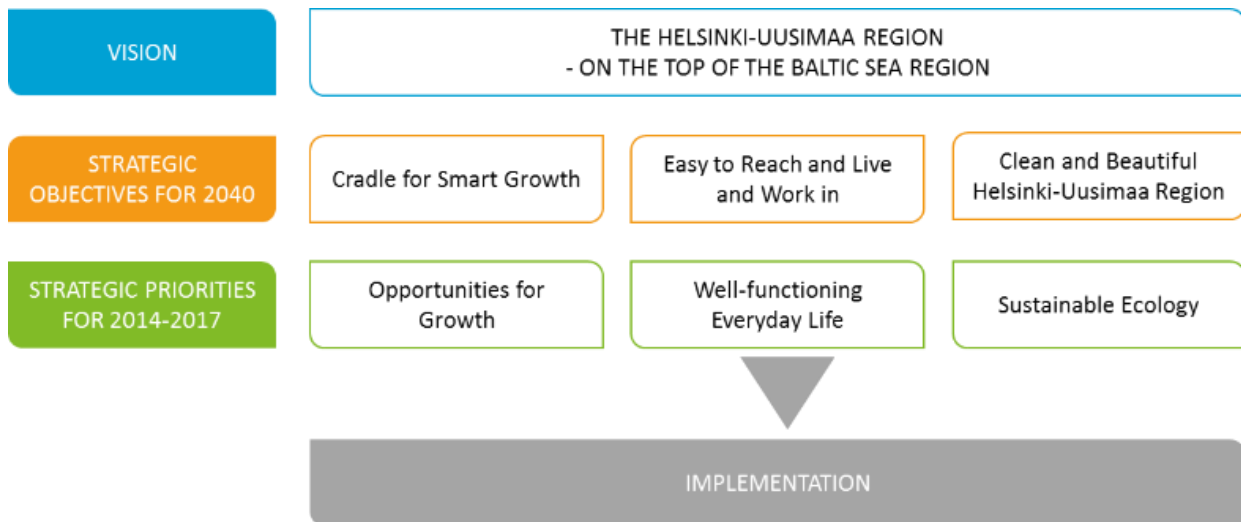 VISION
THE HELSINKI-UUSIMAA REGION
- ON THE TOP OF THE BALTIC SEA REGION
STRATEGIC
OBJECTIVES FOR 2040
Cradle for Smart Growth
Easy to Reach and Live
and Work in
Clean and Beautiful
Helsinki-Uusimaa Region
STRATEGIC PRIORITIES
FOR 2014-2017
Opportunities for
Growth
Well-functioning
Everyday Life
Sustainable Ecology
IMPLEMENTATION